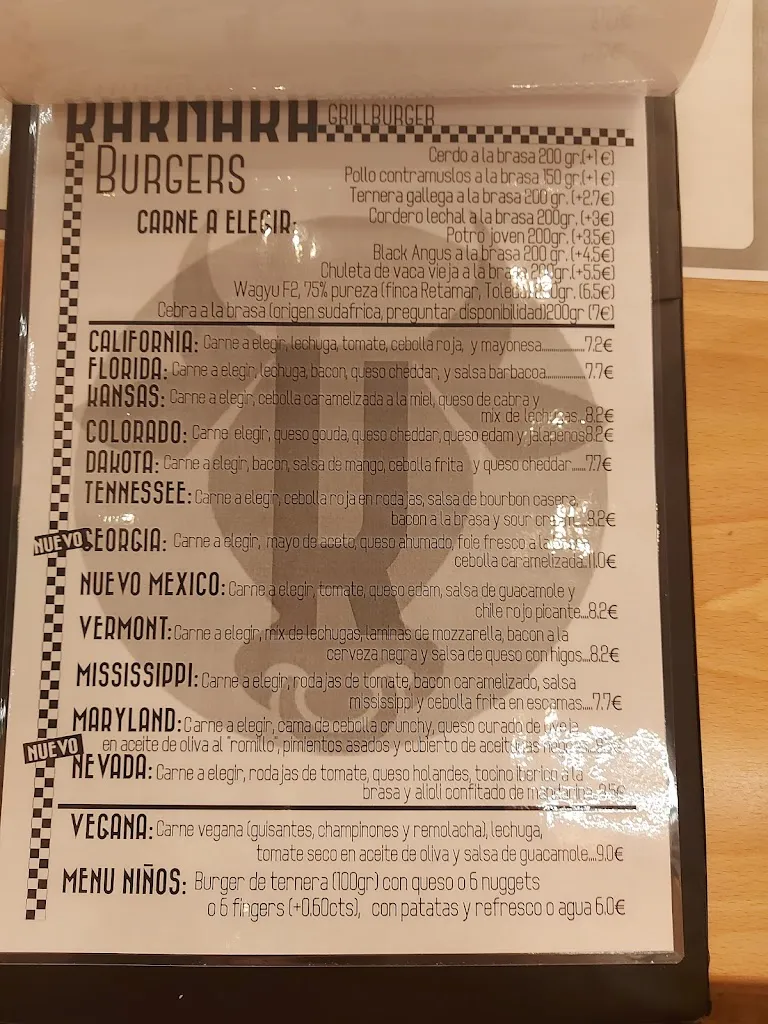 KARNARA GRILLBURGER
BURGERS
CARNE A ELEGIR:
Cerdo a la brasa 200 gr.(+1€)
Pollo contramuslos a la brasa 150 gr.(+1€)
Ternera gallega a la brasa 200 gr. (+2.7€)
Cordero lechal a la brasa 200gr. (+3€)
Potro joven 200gr. (+3.5€)
Black Angus a la brasa 200 gr. (+4.5€)
Chuleta de vaca vieja a la brasa 200gr.(+5.5€)
Wagyu F2, 75% pureza (finca Retamar, Toledo) gr. (6.5€)
Cebra a la brasa (origen sudafrica, preguntar disponibilidad)200gr (7€)
CALIFORNIA: Carne a elegir, lechuga, tomate, cebolla roja, y mayonesa............7.2€
FLORIDA: Carne a elegir, lechuga, bacon, queso cheddar, y salsa barbacoa...............7.7€
KANSAS: Carne a elegir, cebolla caramelizada a la miel, queso de cabra y
mix de lechugas..8.2€
COLORADO: Carne elegir, queso gouda, queso cheddar, queso edam y jalapenos8.2€
DAKOTA: Carne a elegir, bacon, salsa de mango, cebolla frita y queso cheddar......7.7€
TENNESSEE: Carne a elegir, cebolla roja en rodajas, salsa de bourbon casera,
bacon a la brasa y sour
NUEVO GEORGIA: Carne a elegir, mayo de aceto, queso ahumado, foie fresco a la
cebolla caramelizada.11.0€
NUEVO MEXICO: Carne a elegir, tomate, queso edam, salsa de guacamole y
chile rojo picante...8.2€
VERMONT: Carne a elegir, mix de lechugas, laminas de mozzarella, bacon a la
cerveza negra y salsa de queso con higos...8.2€
MISSISSIPPI: Carne a elegir, rodajas de tomate, bacon caramelizado, salsa
mississippi y cebolla frita en escamas....7.7€
MARYLAND: Carne a elegir, cama de cebolla crunchy, queso curado de oveja
en aceite de oliva al "romillo", pimientos asados y cubierto de aceitunas negras
NUEVO NEVADA: Carne a elegir, rodajas de tomate, queso holandes, tocino iberico a la
brasa y alioli confitado de mandarina
VEGANA: Carne vegana (guisantes, champinones y remolacha), lechuga,
tomate seco en aceite de oliva y salsa de guacamole....9.0€
MENU NIÑOS: Burger de ternera (100gr) con queso o 6 nuggets
o 6 fingers (+0.60cts), con patatas y refresco o agua 6.0€